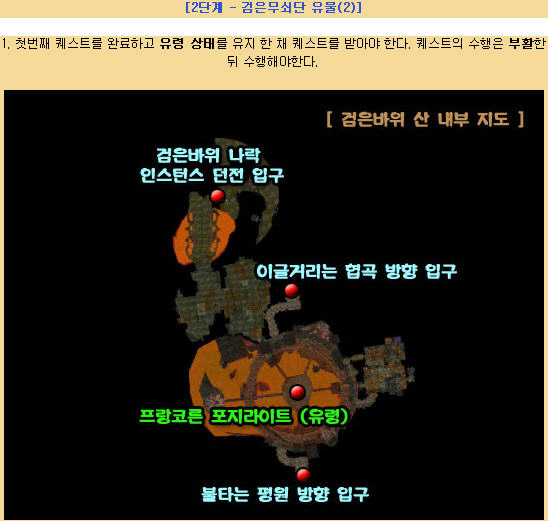 [2단계 - 검은무쇠단 유물(2)]
1. 첫번째 퀘스트를 완료하고 유령 상태를 유지 한 채 퀘스트를 받아야 한다. 퀘스트의 수행은 부활한
뒤 수행해야한다.
[ 검은바위 산 내부 지도 ]
검은바위 나락
인스턴스 던전 입구
이글거리는 협곡 방향 입구
프랑코른 포지라이트 (유령)
불타는 평원 방향 입구